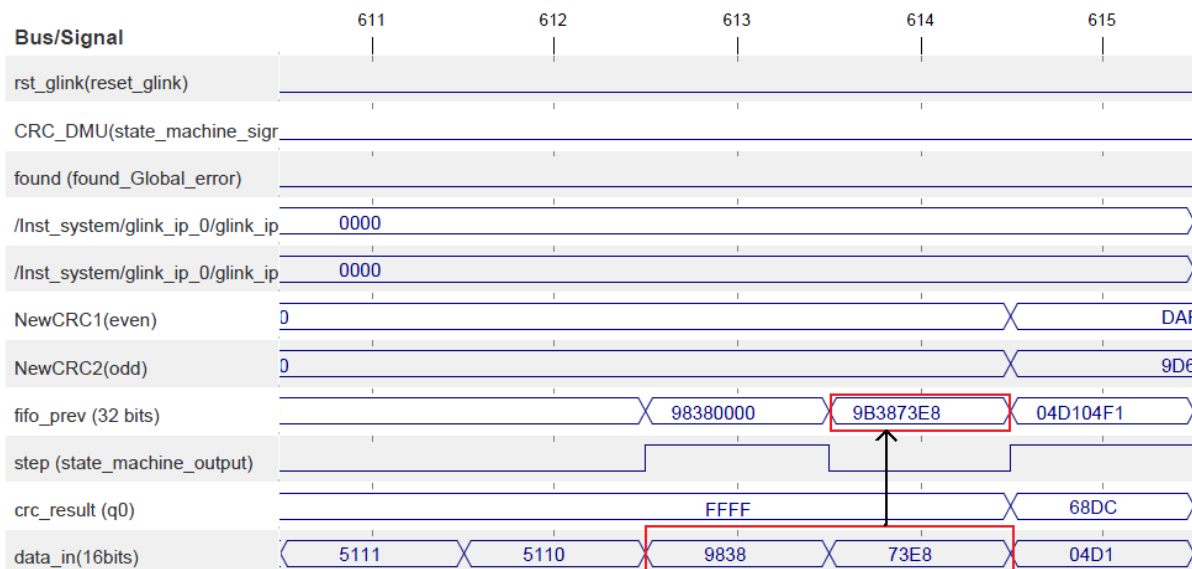 611 612 613 614 615
Bus/Signal
rst_glink(reset_glink)
CRC_DMU(state_machine_sigr
found (found_Global_error)
/Inst_system/glink_ip_0/glink_ip 0000
/Inst_system/glink_ip_0/glink_ip 0000
NewCRC1(even) 0 DAF
NewCRC2(odd) 0 9D6
fifo_prev (32 bits) 98380000 9B3873E8 04D104F1
step (state_machine_output)
crc_result (q0) FFFF 68DC
data_in(16bits) 5111 5110 9838 73E8 04D1